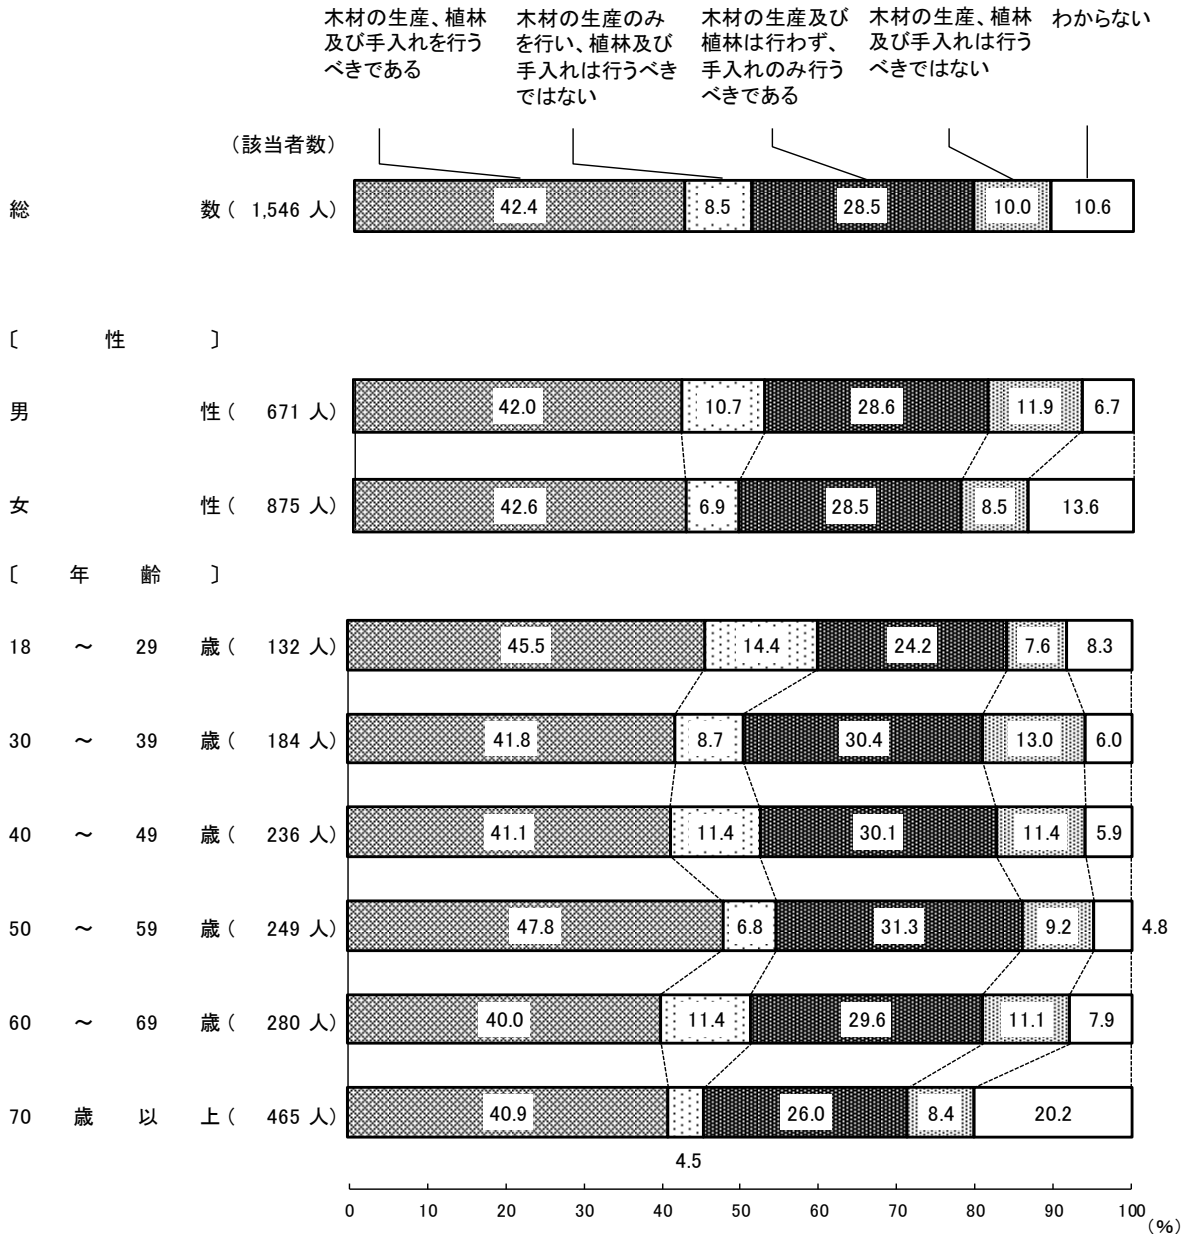 木材の生産、植林
及び手入れを行う
べきである
木材の生産のみ
を行い、植林及び
手入れは行うべき
ではない
木材の生産及び
植林は行わず、
手入れのみ行う
べきである
木材の生産、植林
及び手入れは行う
べきではない
わからない
（該当者数）
総 数（ 1,546 人） 42.4 8.5 28.5 10.0 10.6
〔 性 〕
男 性（ 671 人） 42.0 10.7 28.6 11.9 6.7
女 性（ 875 人） 42.6 6.9 28.5 8.5 13.6
〔 年 齢 〕
18 ～ 29 歳（ 132 人） 45.5 14.4 24.2 7.6 8.3
30 ～ 39 歳（ 184 人） 41.8 8.7 30.4 13.0 6.0
40 ～ 49 歳（ 236 人） 41.1 11.4 30.1 11.4 5.9
50 ～ 59 歳（ 249 人） 47.8 6.8 31.3 9.2 4.8
60 ～ 69 歳（ 280 人） 40.0 11.4 29.6 11.1 7.9
70 歳 以 上（ 465 人） 40.9 26.0 8.4 20.2
4.5
0 10 20 30 40 50 60 70 80 90 100
(%)